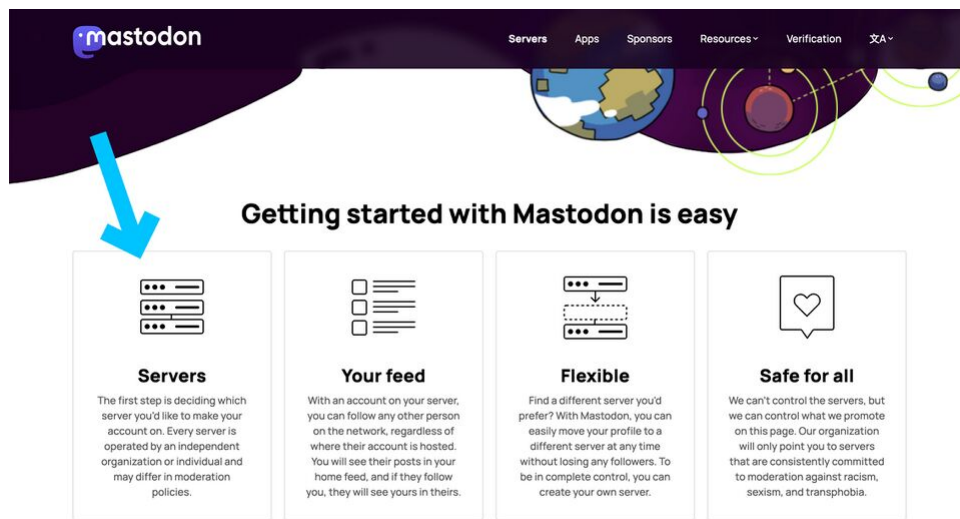 mastodon
Servers Apps Sponsors Resources Verification 文A
Getting started with Mastodon is easy
Servers
The first step is deciding which
server you'd like to make your
account on. Every server is
operated by an independent
organization or individual and
may differ in moderation
policies.
Your feed
With an account on your server,
you can follow any other person
on the network, regardless of
where their account is hosted.
You will see their posts in your
home feed, and if they follow
you, they will see yours in theirs.
Flexible
Find a different server you'd
prefer? With Mastodon, you can
easily move your profile to a
different server at any time
without losing any followers. To
be in complete control, you can
create your own server.
Safe for all
We can't control the servers, but
we can control what we promote
on this page. Our organization
will only point you to servers
that are consistently committed
to moderation against racism,
sexism, and transphobia.